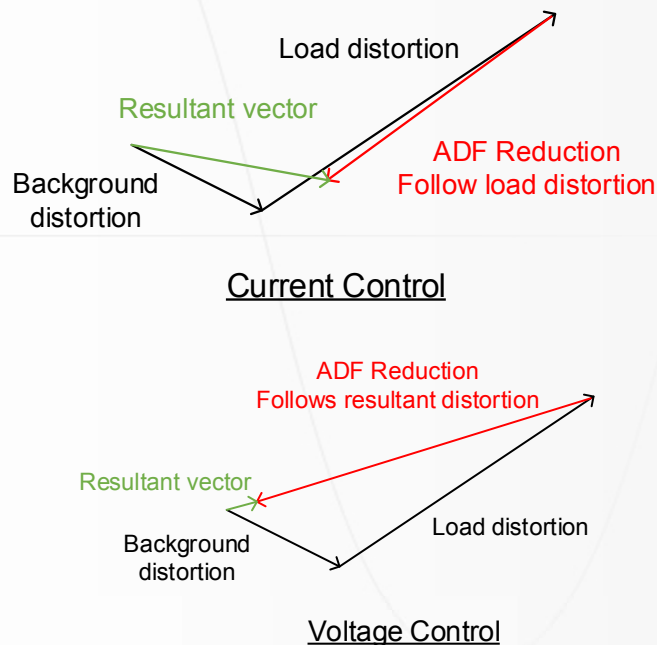 Load distortion
Resultant vector
ADF Reduction
Follow load distortion
Background
distortion
Current Control
ADF Reduction
Follows resultant distortion
Resultant vector
Load distortion
Background
distortion
Voltage Control